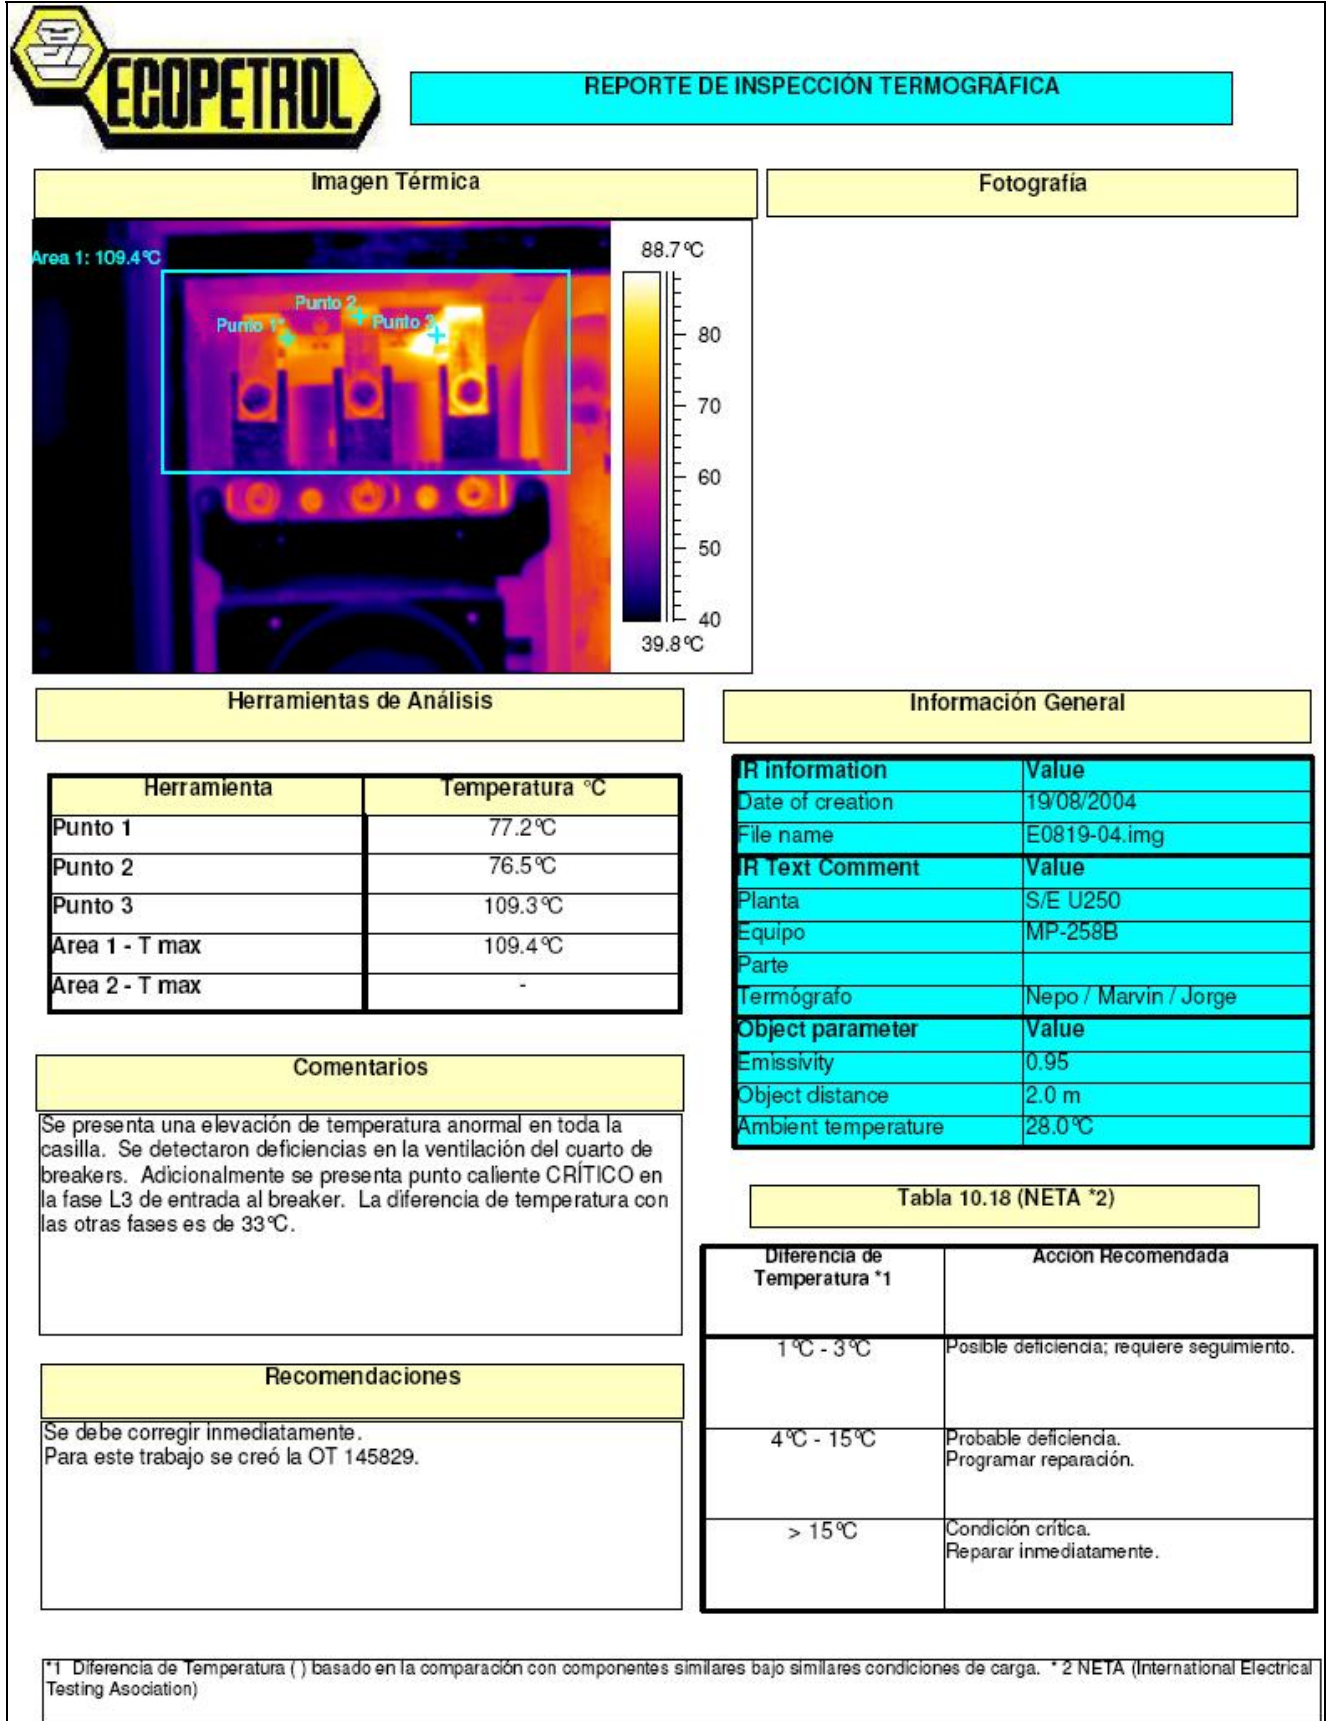 ECOPETROL
REPORTE DE INSPECCIÓN TERMOGRÁFICA
Imagen Térmica
Fotografía
Area 1: 109.4°C
Punto 1
Punto 2
Punto 3
88.7°C
80
70
60
50
40
39.8°C
Herramientas de Análisis
Herramienta Temperatura °C
Punto 1 77.2°C
Punto 2 76.5°C
Punto 3 109.3°C
Area 1 - T max 109.4°C
Area 2 - T max -
Comentarios
Se presenta una elevación de temperatura anormal en toda la
casilla. Se detectaron deficiencias en la ventilación del cuarto de
breakers. Adicionalmente se presenta punto caliente CRÍTICO en
la fase L3 de entrada al breaker. La diferencia de temperatura con
las otras fases es de 33°C.
Recomendaciones
Se debe corregir inmediatamente.
Para este trabajo se creó la OT 145829.
Información General
IR information Value
Date of creation 19/08/2004
File name E0819-04.img
IR Text Comment Value
Planta S/E U250
Equipo MP-258B
Parte
Termógrafo Nepo / Marvin / Jorge
Object parameter Value
Emissivity 0.95
Object distance 2.0 m
Ambient temperature 28.0°C
Tabla 10.18 (NETA *2)
Diferencia de Acción Recomendada
Temperatura *1
1°C - 3°C Posible deficiencia; requiere seguimiento.
4°C - 15°C Probable deficiencia.
Programar reparación.
> 15°C Condición crítica.
Reparar inmediatamente.
*1 Diferencia de Temperatura ( ) basado en la comparación con componentes similares bajo similares condiciones de carga. * 2 NETA (International Electrical
Testing Asociation)